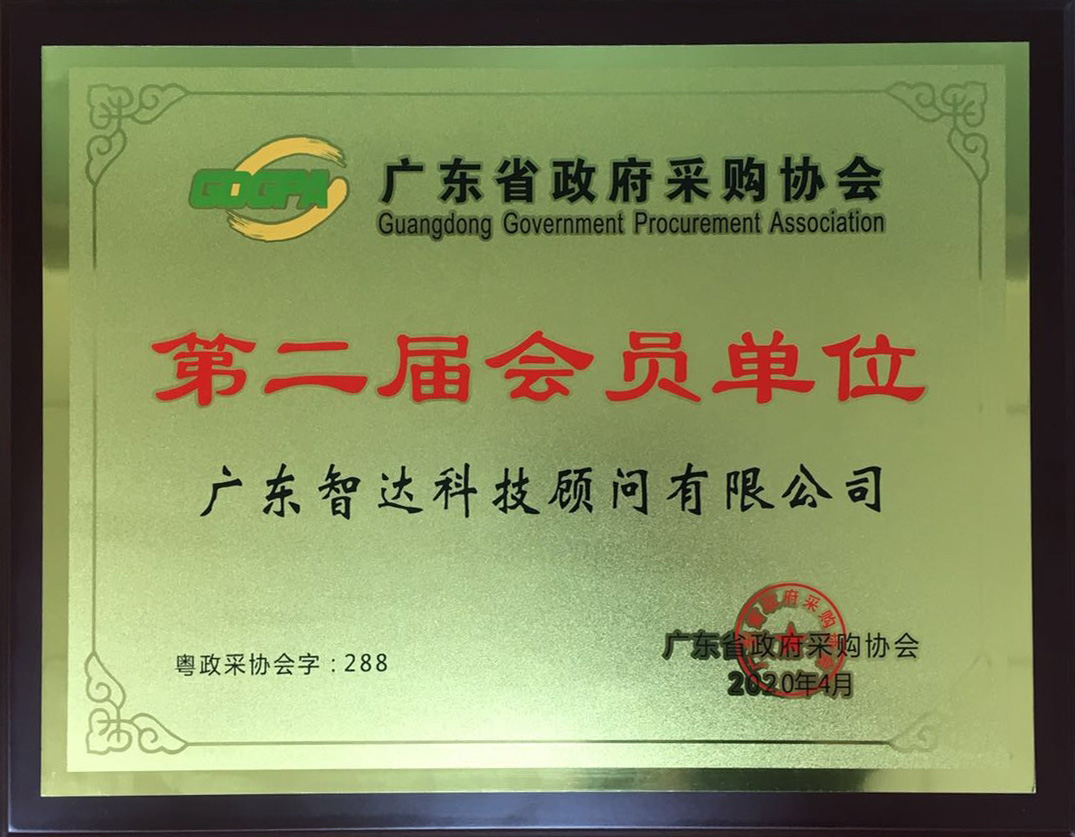 GDGPA
广东省政府采购协会
Guangdong Government Procurement Association
第二届会员单位
广东智达科技顾问有限公司
粤政采协会字：288
广东省政府采购协会
2020年4月